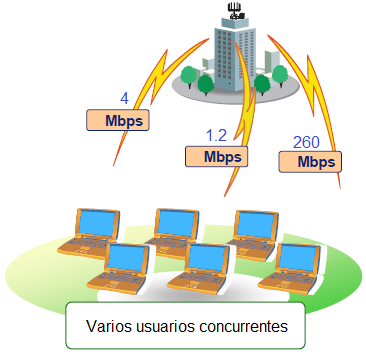 4
Mbps
1.2
Mbps
260
Mbps
Varios usuarios concurrentes